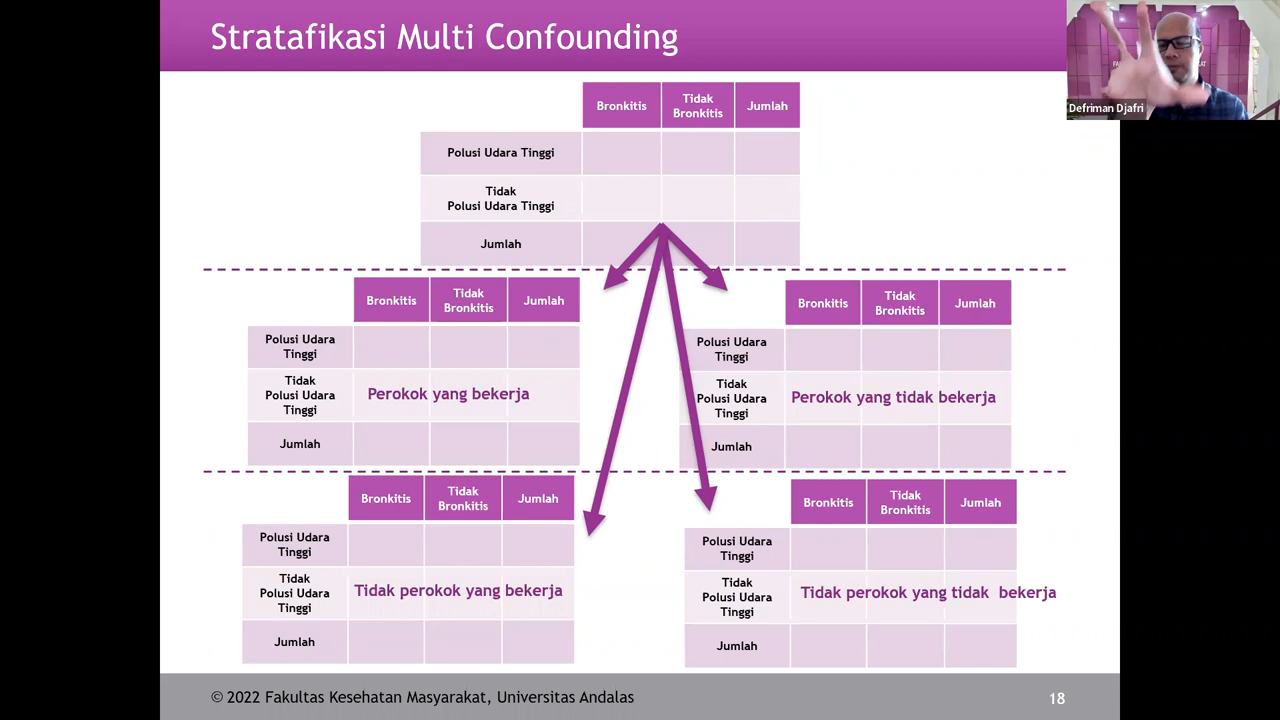 Stratafikasi Multi Confounding
Defriman Djafri
Bronkitis
Tidak
Bronkitis
Jumlah
Polusi Udara Tinggi
Tidak
Polusi Udara Tinggi
Jumlah
Bronkitis
Tidak
Bronkitis
Jumlah
Polusi Udara
Tinggi
Tidak
Polusi Udara
Tinggi
Perokok yang bekerja
Jumlah
Bronkitis
Tidak
Bronkitis
Jumlah
Polusi Udara
Tinggi
Tidak
Polusi Udara
Tinggi
Perokok yang tidak bekerja
Jumlah
Bronkitis
Tidak
Bronkitis
Jumlah
Polusi Udara
Tinggi
Tidak
Polusi Udara
Tinggi
Tidak perokok yang bekerja
Jumlah
Bronkitis
Tidak
Bronkitis
Jumlah
Polusi Udara
Tinggi
Tidak
Polusi Udara
Tinggi
Tidak perokok yang tidak bekerja
Jumlah
© 2022 Fakultas Kesehatan Masyarakat, Universitas Andalas
18